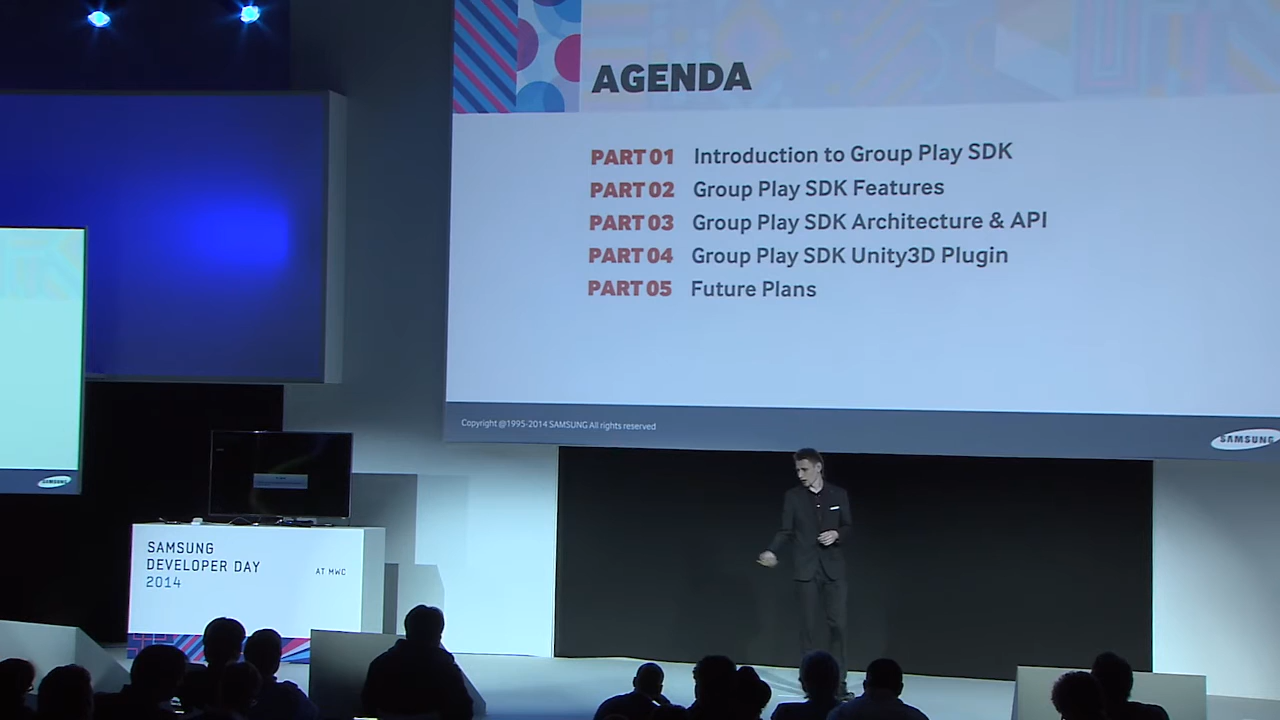 AGENDA
PART 01 Introduction to Group Play SDK
PART 02 Group Play SDK Features
PART 03 Group Play SDK Architecture & API
PART 04 Group Play SDK Unity3D Plugin
PART 05 Future Plans
Copyright @1995-2014 SAMSUNG All rights reserved
SAMSUNG
SAMSUNG
SAMSUNG
DEVELOPER DAY
2014
AT MWC